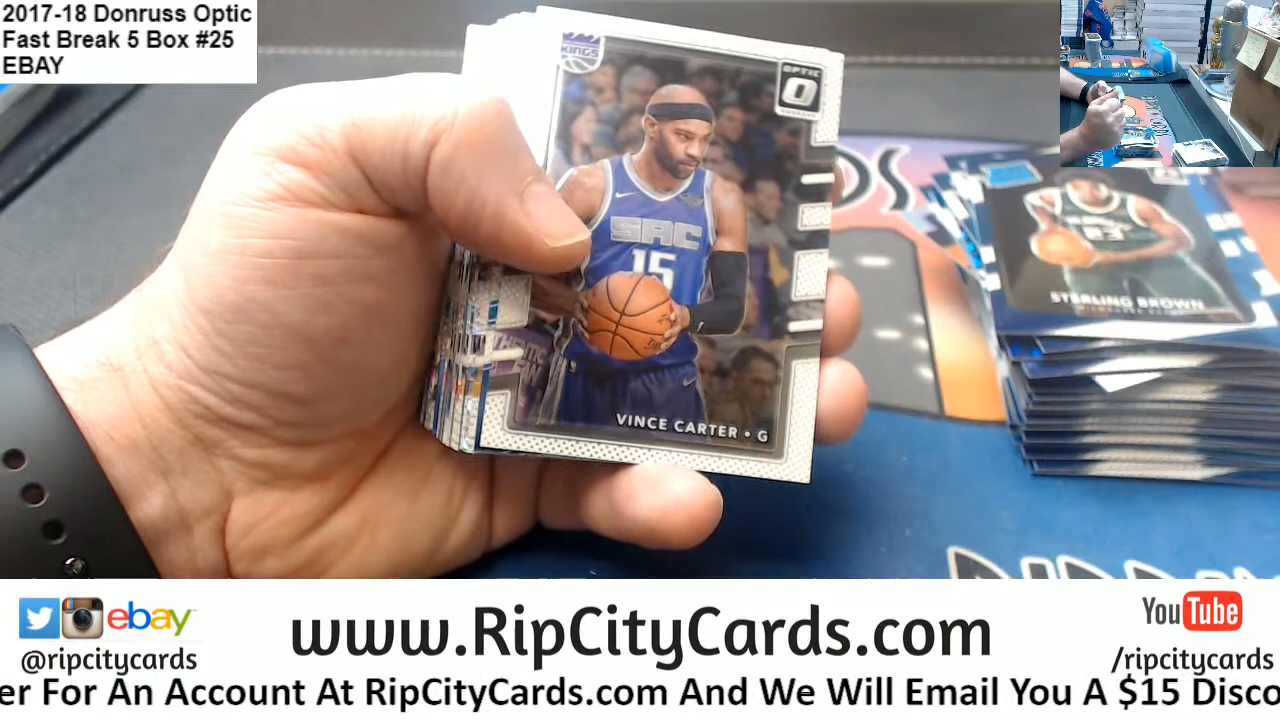 2017-18 Donruss Optic
Fast Break 5 Box #25
EBAY
KINGS
OPTIC
O
SAC
15
VINCE CARTER • G
23
STERLING BROWN
ebay
@ripcitycards
www.RipCityCards.com
YouTube
/ripcitycards
er For An Account At RipCityCards.com And We Will Email You A $15 Disco